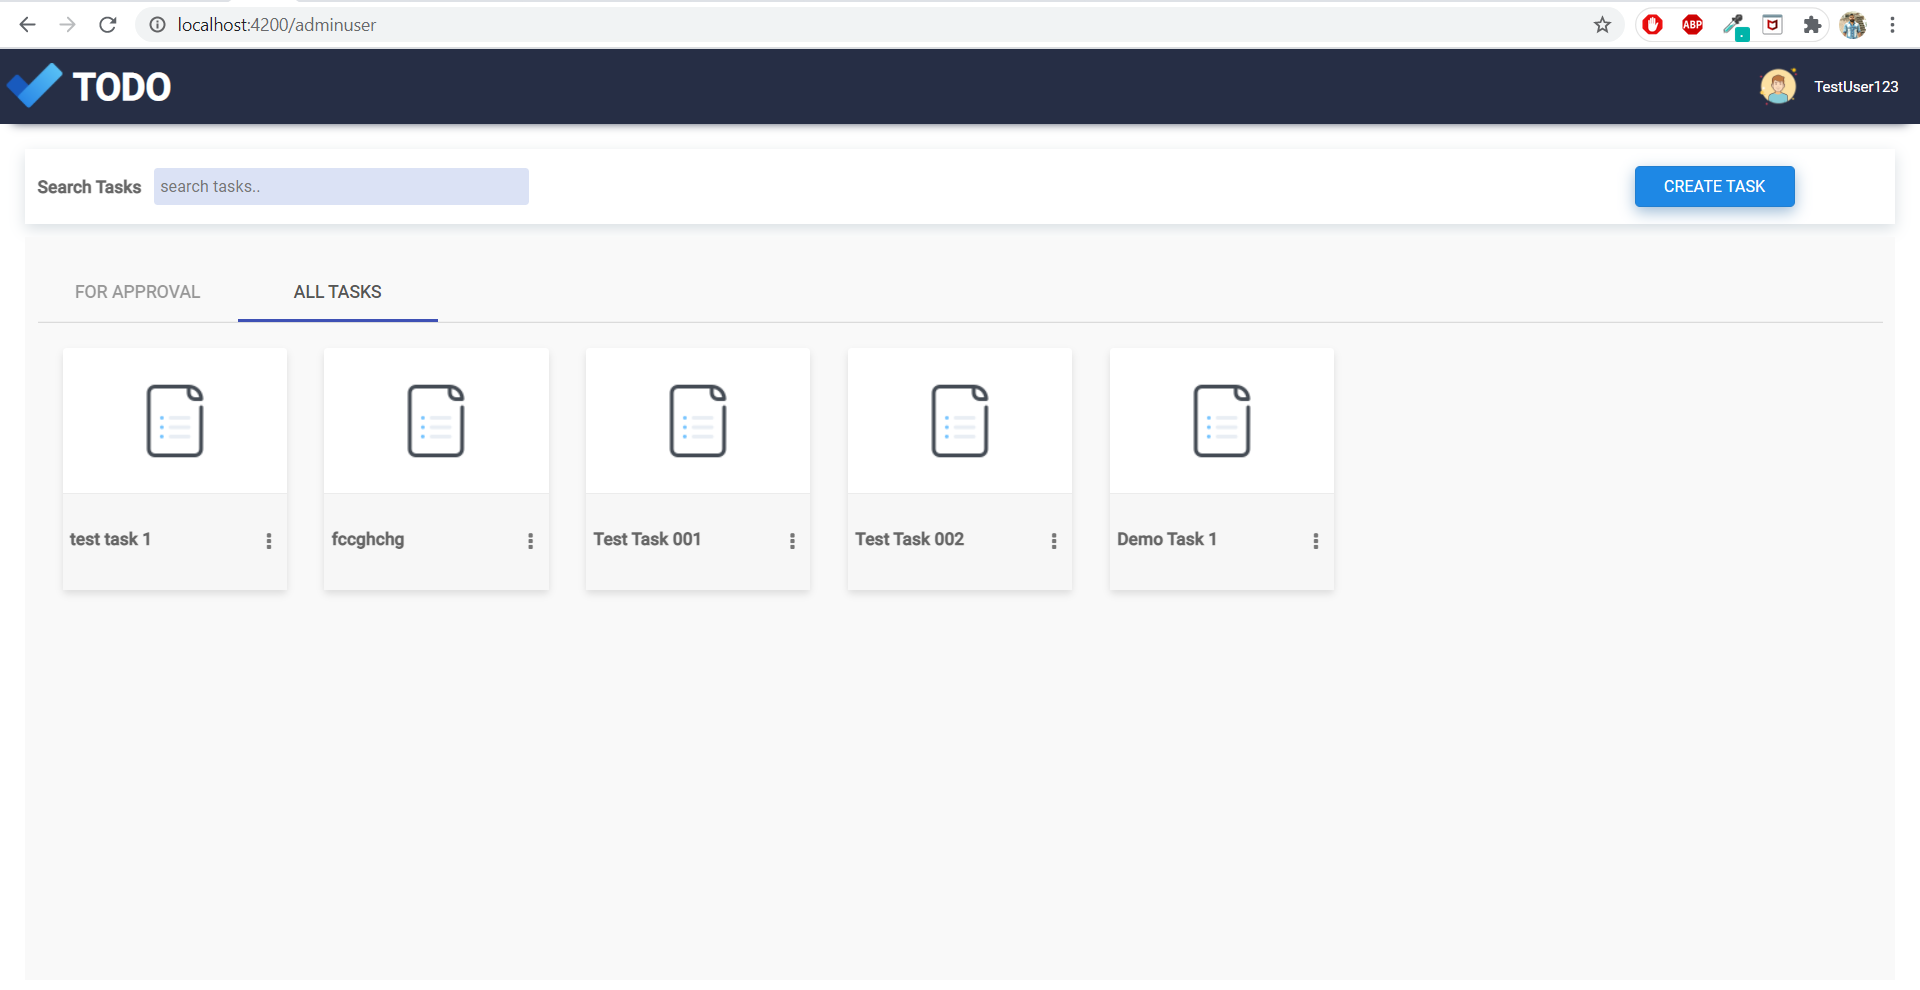 localhost:4200/adminuser
ABP
TODO
TestUser123
Search Tasks
search tasks..
CREATE TASK
FOR APPROVAL
ALL TASKS
test task 1
fccghchg
Test Task 001
Test Task 002
Demo Task 1